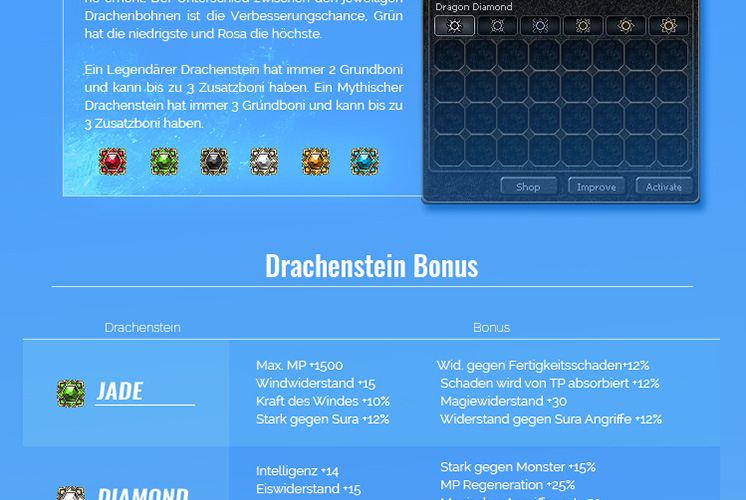 Drachenbohnen ist die Verbesserungschance, Grün
hat die niedrigste und Rosa die höchste.
Ein Legendärer Drachenstein hat immer 2 Grundboni
und kann bis zu 3 Zusatzboni haben. Ein Mythischer
Drachenstein hat immer 3 Grundboni und kann bis zu
3 Zusatzboni haben.
Dragon Diamond
Shop Improve Activate
Drachenstein Bonus
Drachenstein Bonus
JADE
Max. MP +1500 Wid. gegen Fertigkeitsschaden+12%
Windwiderstand +15 Schaden wird von TP absorbiert +12%
Kraft des Windes +10% Magiewiderstand +30
Stark gegen Sura +12% Widerstand gegen Sura Angriffe +12%
DIAMOND
Intelligenz +14 Stark gegen Monster +15%
Eiswiderstand +15 MP Regeneration +25%